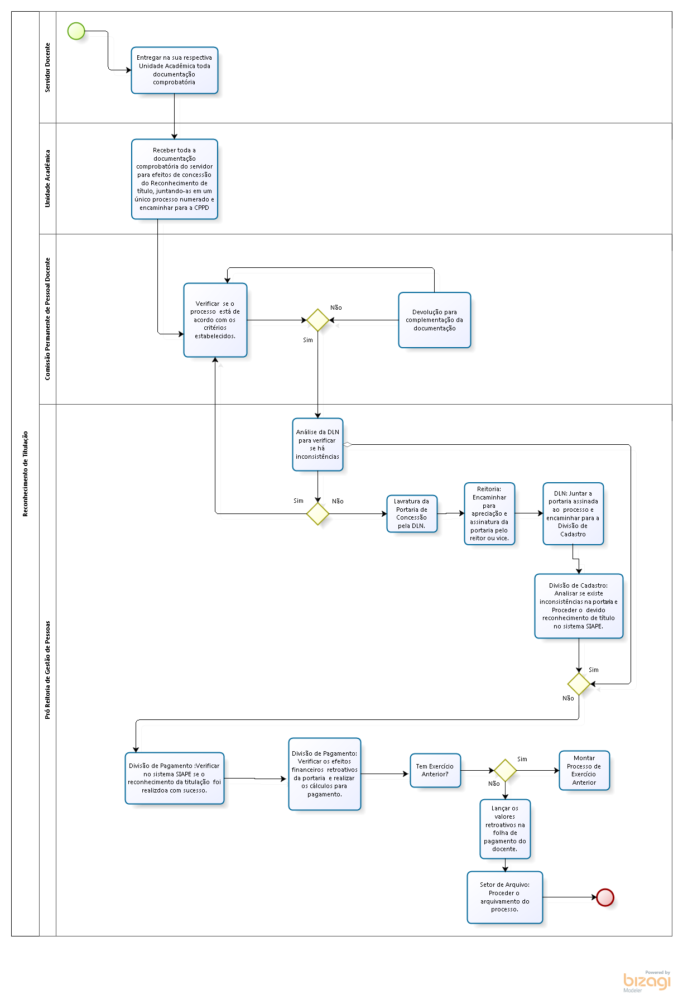 Reconhecimento de Titulação
Servidor Docente
Entregar na sua respectiva
Unidade Acadêmica toda
documentação
comprobatória
Unidade Acadêmica
Receber toda a
documentação
comprobatória do servidor
para efeitos de concessão
do Reconhecimento de
título, juntando-as em um
único processo numerado e
encaminhar para a CPPD
Comissão Permanente de Pessoal Docente
Verificar se o
processo está de
acordo com os
critérios
estabelecidos.
Não
Sim
Devolução para
complementação da
documentação
Pró Reitoria de Gestão de Pessoas
Análise da DLN
para verificar
se há
inconsistências
Sim
Não
Lavratura da
Portaria de
Concessão
pela DLN.
Reitoria:
Encaminhar
para
apreciação e
assinatura da
portaria pelo
reitor ou vice.
DLN: Juntar a
portaria assinada
ao processo e
encaminhar para a
Divisão de
Cadastro
Divisão de Cadastro:
Analisar se existe
inconsistências na portaria e
Proceder o devido
reconhecimento de título
no sistema SIAPE.
Sim
Não
Divisão de Pagamento :Verificar
no sistema SIAPE se o
reconhecimento da titulação foi
realizdoa com sucesso.
Divisão de Pagamento:
Verificar os efeitos
financeiros retroativos
da portaria e realizar
os cálculos para
pagamento.
Tem Exercício
Anterior?
Sim
Não
Montar
Processo de
Exercício
Anterior
Lançar os
valores
retroativos na
folha de
pagamento do
docente.
Setor de Arquivo:
Proceder o
arquivamento do
processo.
Powered by
bizagi
Modeler